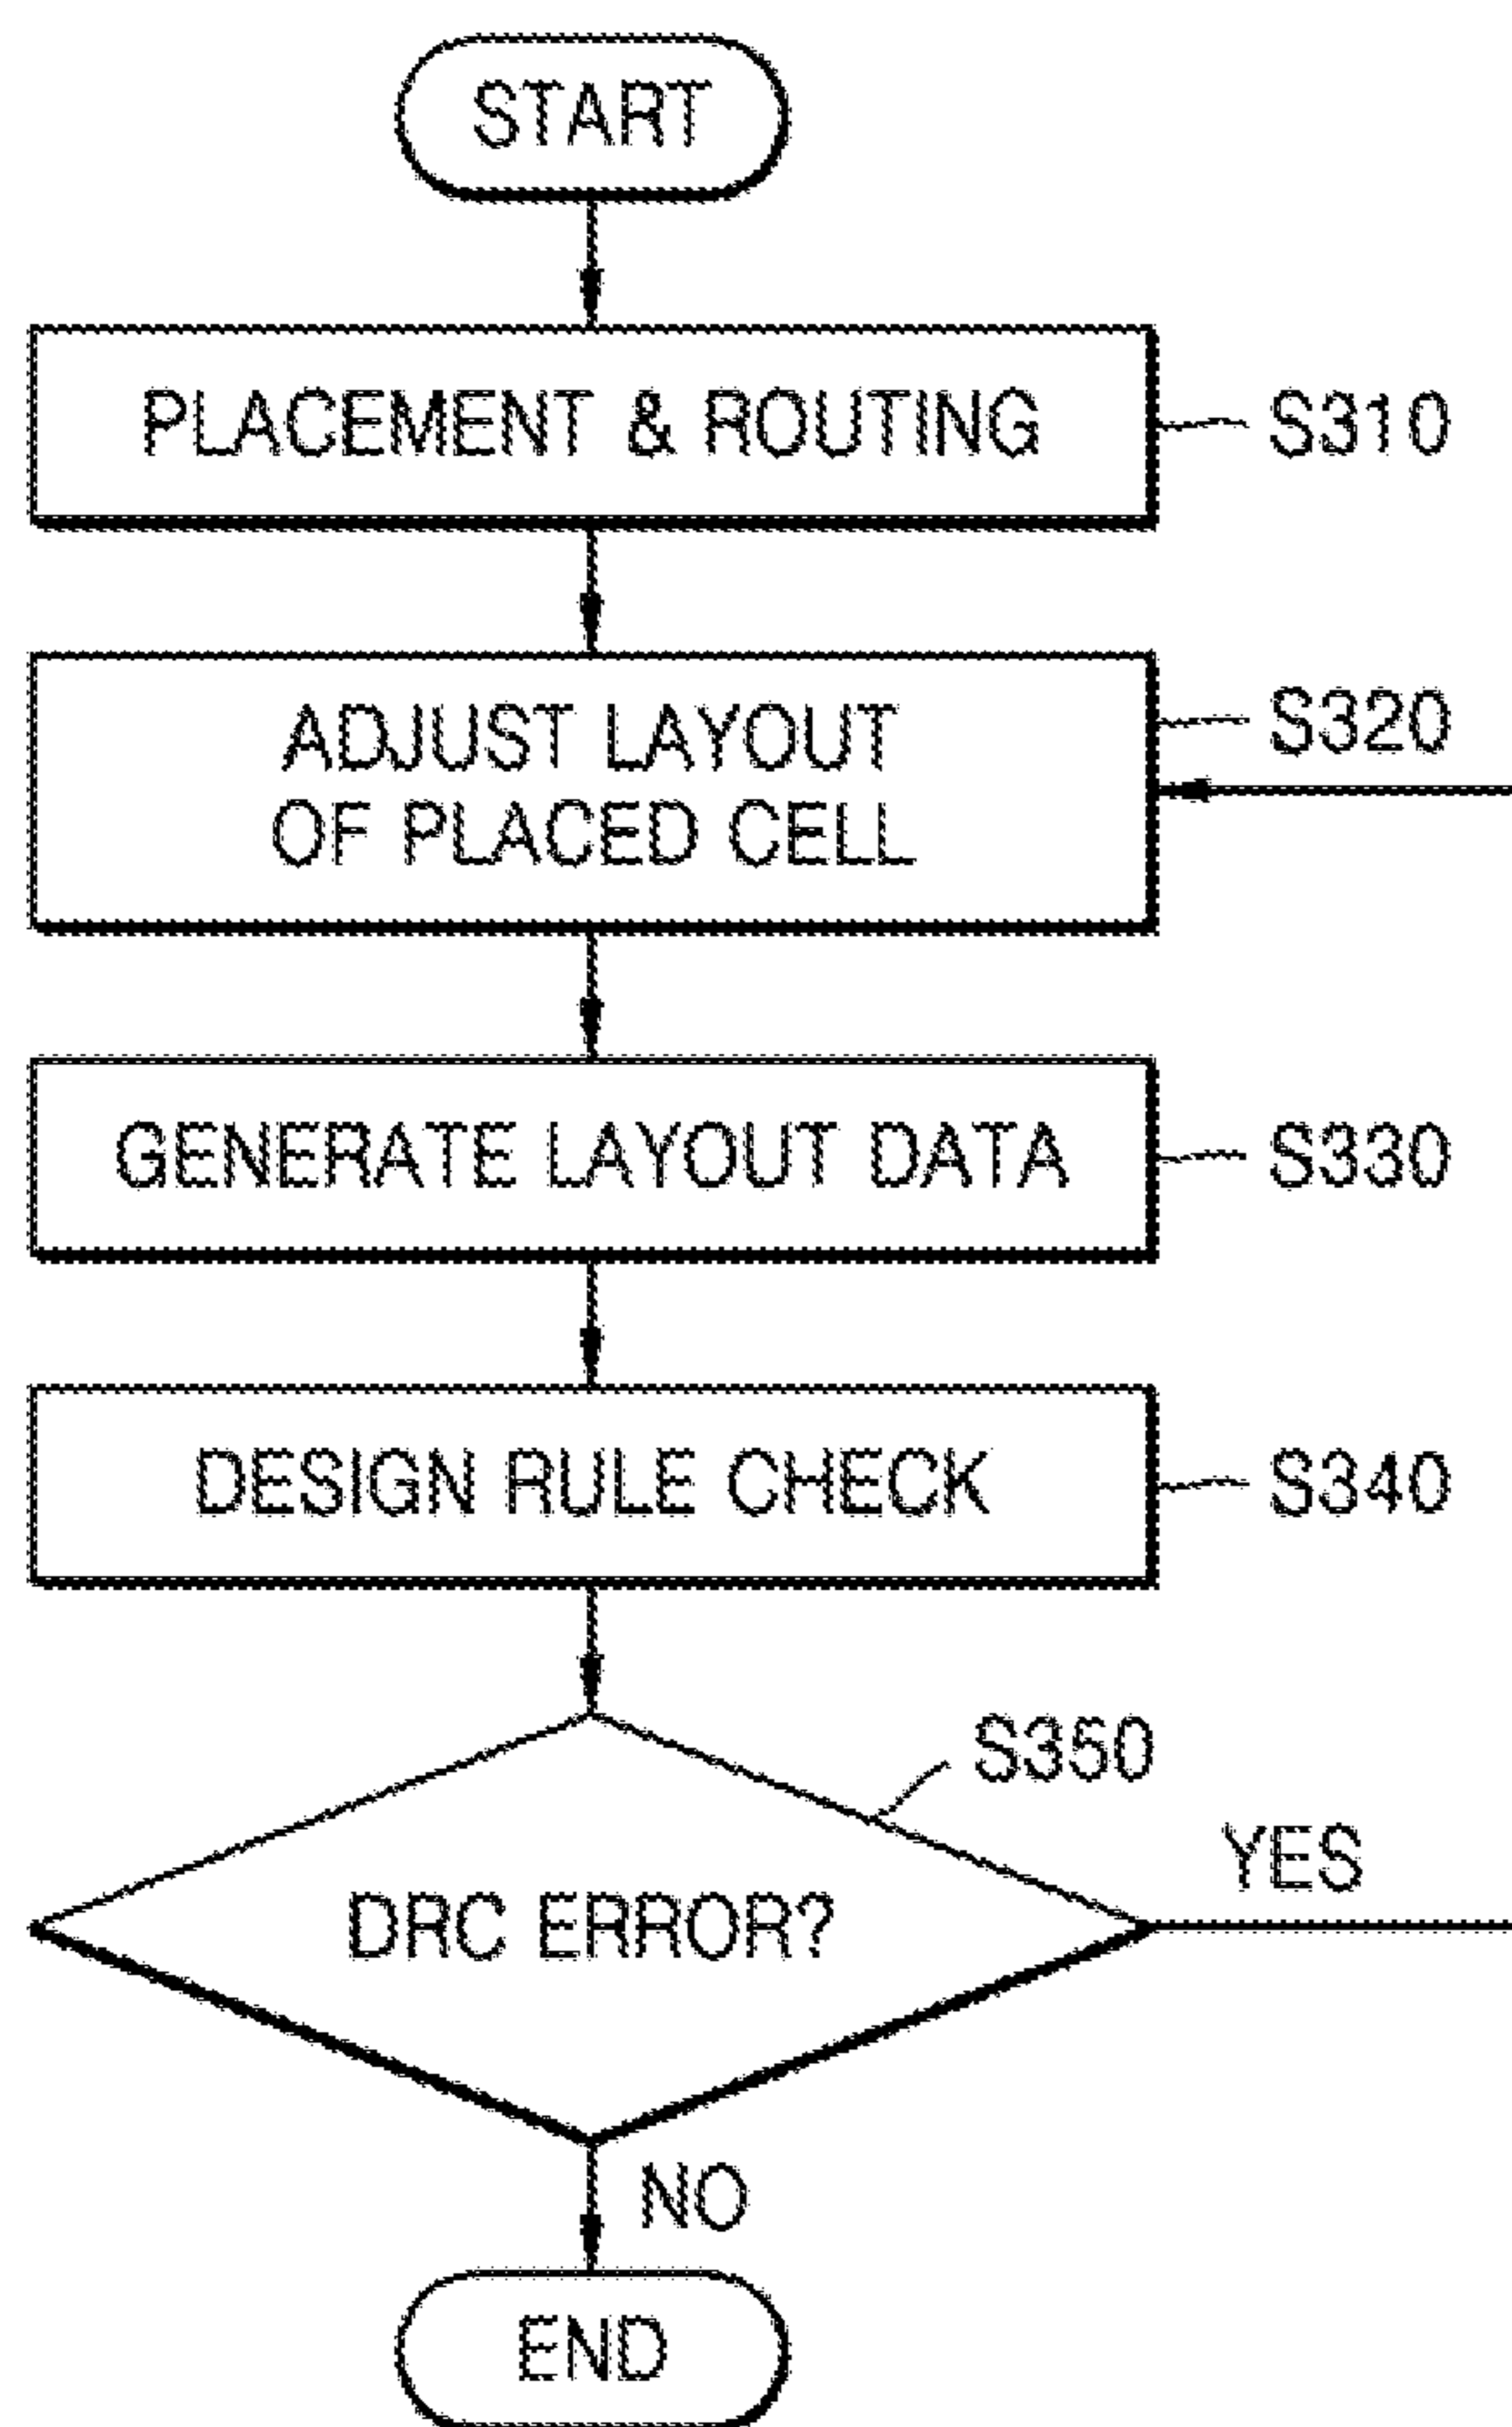 START
PLACEMENT & ROUTING
S310
ADJUST LAYOUT
OF PLACED CELL
S320
GENERATE LAYOUT DATA
S330
DESIGN RULE CHECK
S340
S350
DRC ERROR?
YES
NO
END